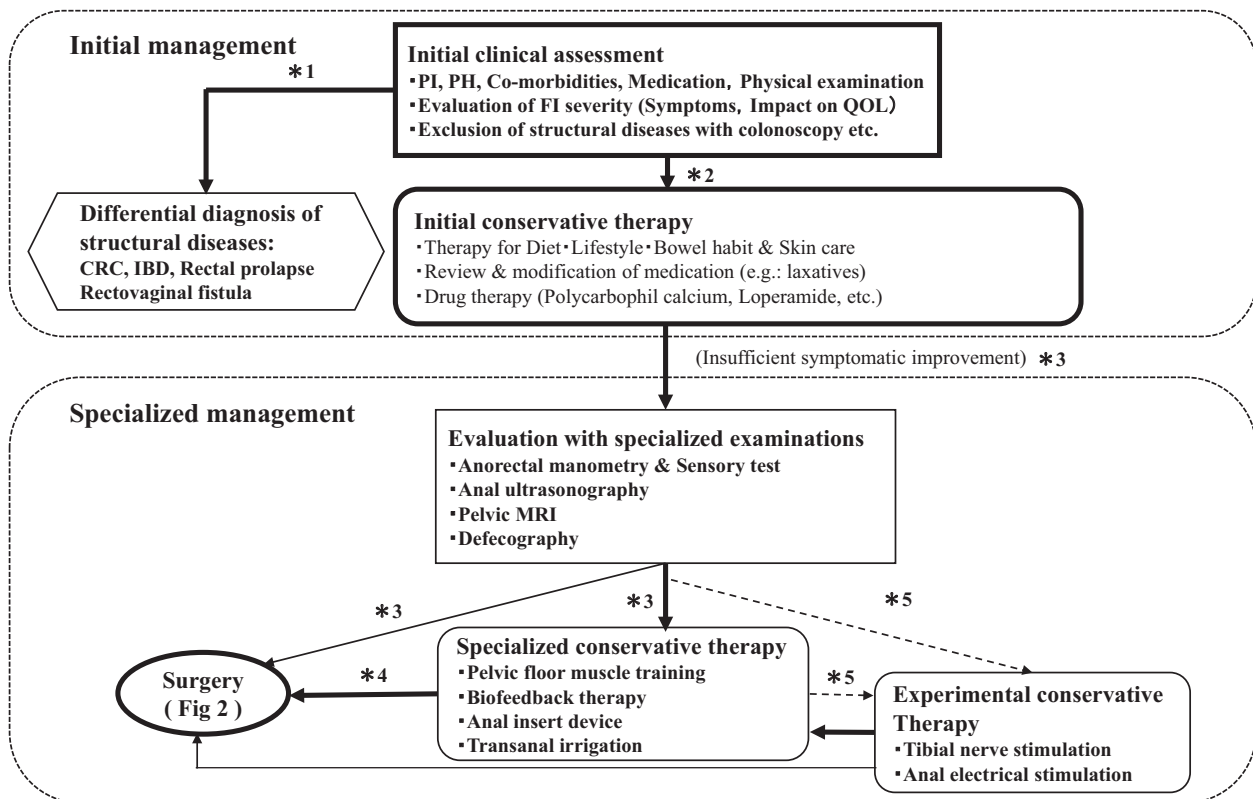 Initial management
*1
Initial clinical assessment
・PI, PH, Co-morbidities, Medication, Physical examination
・Evaluation of FI severity (Symptoms, Impact on QOL)
・Exclusion of structural diseases with colonoscopy etc.
*2
Differential diagnosis of
structural diseases:
CRC, IBD, Rectal prolapse
Rectovaginal fistula
Initial conservative therapy
・Therapy for Diet・Lifestyle・Bowel habit & Skin care
・Review & modification of medication (e.g.: laxatives)
・Drug therapy (Polycarbophil calcium, Loperamide, etc.)
(Insufficient symptomatic improvement) *3
Specialized management
Evaluation with specialized examinations
・Anorectal manometry & Sensory test
・Anal ultrasonography
・Pelvic MRI
・Defecography
*3
*3
*5
Surgery
( Fig 2 )
*4
Specialized conservative therapy
・Pelvic floor muscle training
・Biofeedback therapy
・Anal insert device
・Transanal irrigation
*5
Experimental conservative
Therapy
・Tibial nerve stimulation
・Anal electrical stimulation